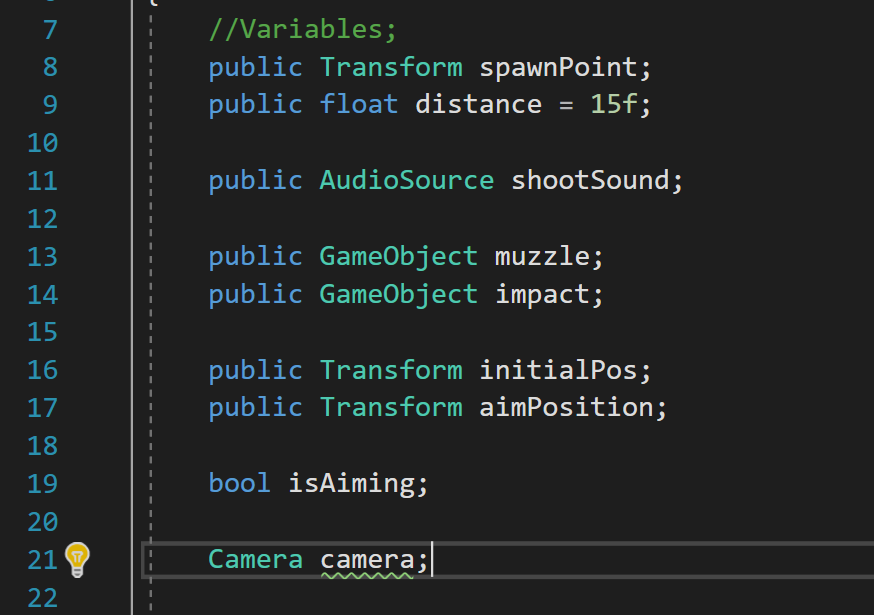 7 //Variables;
8 public Transform spawnPoint;
9 public float distance = 15f;
10
11 public AudioSource shootSound;
12
13 public GameObject muzzle;
14 public GameObject impact;
15
16 public Transform initialPos;
17 public Transform aimPosition;
18
19 bool isAiming;
20
21 Camera camera;
22